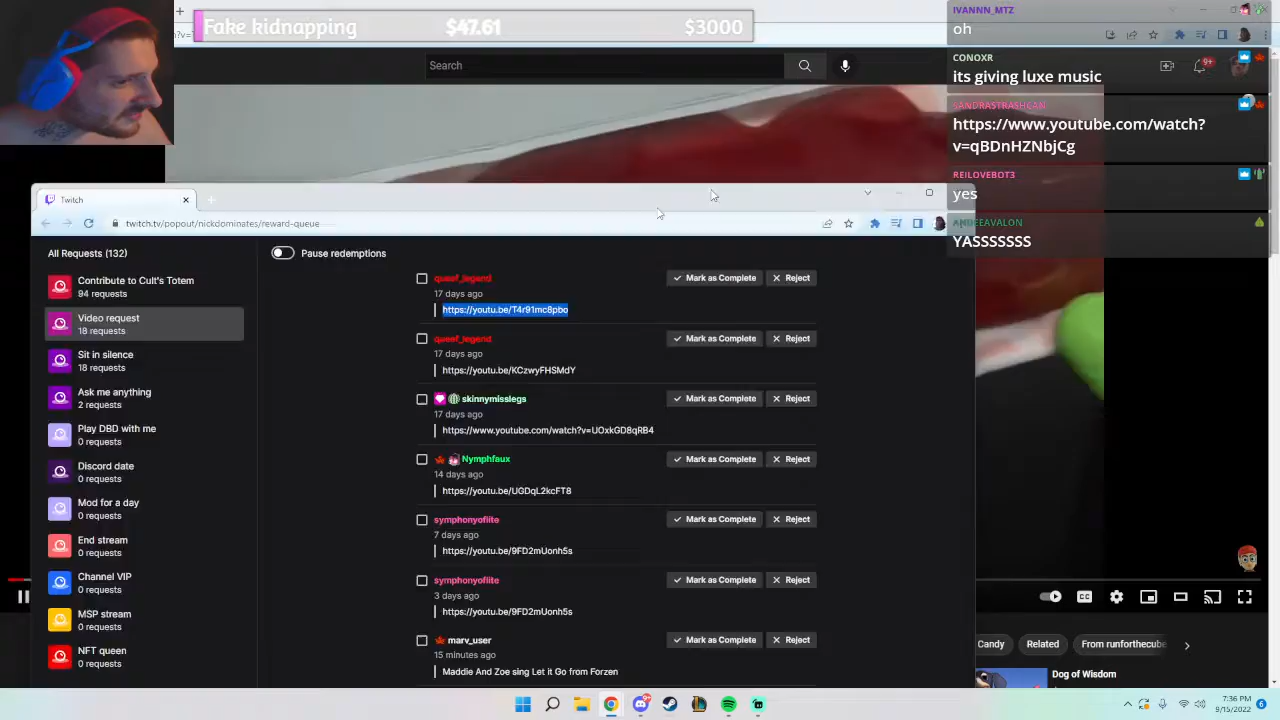 Fake kidnapping $47.61 $3000
Search
9+
IVANNN_MTZ
oh
CONOXR
its giving luxe music
SANDRASTRASHCAN
https://www.youtube.com/watch?
v=qBDnHZNbjCg
REILOVEBOT3
yes
ANDEEAVALON
YASSSSSSS
Twitch
twitch.tv/popout/nickdominates/reward-queue
All Requests (132)
Contribute to Cult's Totem
94 requests
Video request
18 requests
Sit in silence
18 requests
Ask me anything
2 requests
Play DBD with me
0 requests
Discord date
0 requests
Mod for a day
0 requests
End stream
0 requests
Channel VIP
0 requests
MSP stream
0 requests
NFT queen
0 requests
Pause redemptions
queef_legend
Mark as Complete Reject
17 days ago
https://youtu.be/T4r91mc8pbo
queef_legend
Mark as Complete Reject
17 days ago
https://youtu.be/KCzwyFHSMdY
skinnymisslegs
Mark as Complete Reject
17 days ago
https://www.youtube.com/watch?v=UOxkGD8qRB4
Nymphfaux
Mark as Complete Reject
14 days ago
https://youtu.be/UGDqL2kcFT8
symphonyoflite
Mark as Complete Reject
7 days ago
https://youtu.be/9FD2mUonh5s
symphonyoflite
Mark as Complete Reject
3 days ago
https://youtu.be/9FD2mUonh5s
marv_user
Mark as Complete Reject
15 minutes ago
Maddie And Zoe sing Let it Go from Forzen
CC
Candy
Related
From runforthecube
Dog of Wisdom
9+
7:36 PM
9/15/2022
6